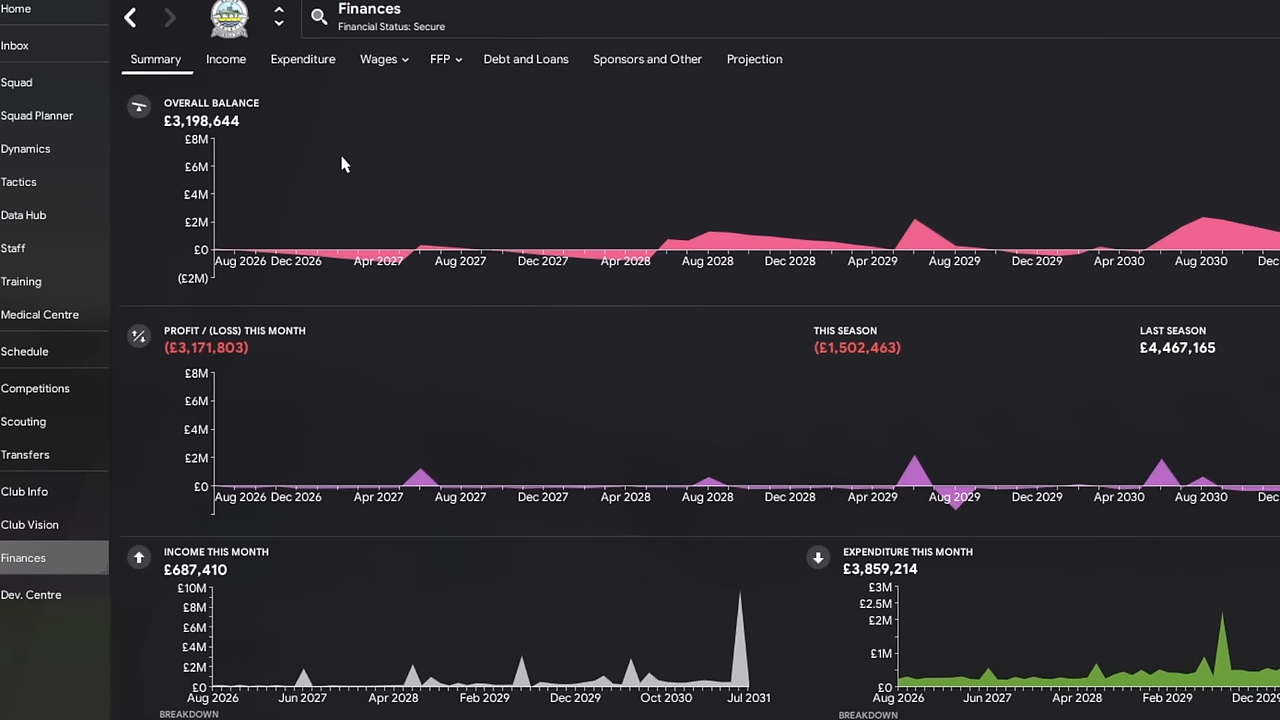 Home
Inbox
Squad
Squad Planner
Dynamics
Tactics
Data Hub
Staff
Training
Medical Centre
Schedule
Competitions
Scouting
Transfers
Club Info
Club Vision
Finances
Dev. Centre
Finances
Financial Status: Secure
Summary Income Expenditure Wages FFP Debt and Loans Sponsors and Other Projection
OVERALL BALANCE
£3,198,644
£8M
£6M
£4M
£2M
£0
Aug 2026 Dec 2026 Apr 2027 Aug 2027 Dec 2027 Apr 2028 Aug 2028 Dec 2028 Apr 2029 Aug 2029 Dec 2029 Apr 2030 Aug 2030 Dec
(£2M)
PROFIT / (LOSS) THIS MONTH
(£3,171,803)
THIS SEASON
(£1,502,463)
LAST SEASON
£4,467,165
£8M
£6M
£4M
£2M
£0
Aug 2026 Dec 2026 Apr 2027 Aug 2027 Dec 2027 Apr 2028 Aug 2028 Dec 2028 Apr 2029 Aug 2029 Dec 2029 Apr 2030 Aug 2030 Dec
INCOME THIS MONTH
£687,410
£10M
£8M
£6M
£4M
£2M
£0
Aug 2026 Jun 2027 Apr 2028 Feb2029 Dec 2029 Oct 2030 Jul 2031
BREAKDOWN
EXPENDITURE THIS MONTH
£3,859,214
£3M
£2.5M
£2M
£1M
£0
Aug 2026 Jun 2027 Apr 2028 Feb2029 Dec 2029
BREAKDOWN